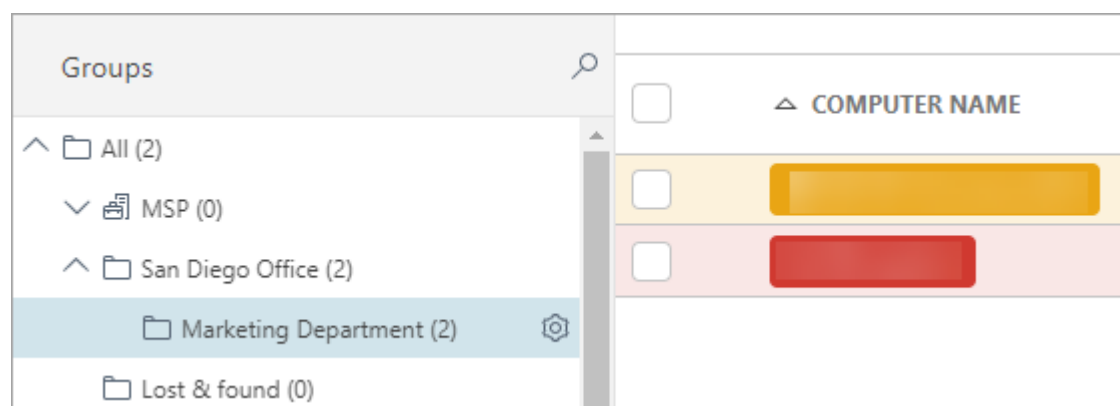 Groups
All (2)
MSP (0)
San Diego Office (2)
Marketing Department (2)
Lost & found (0)
COMPUTER NAME